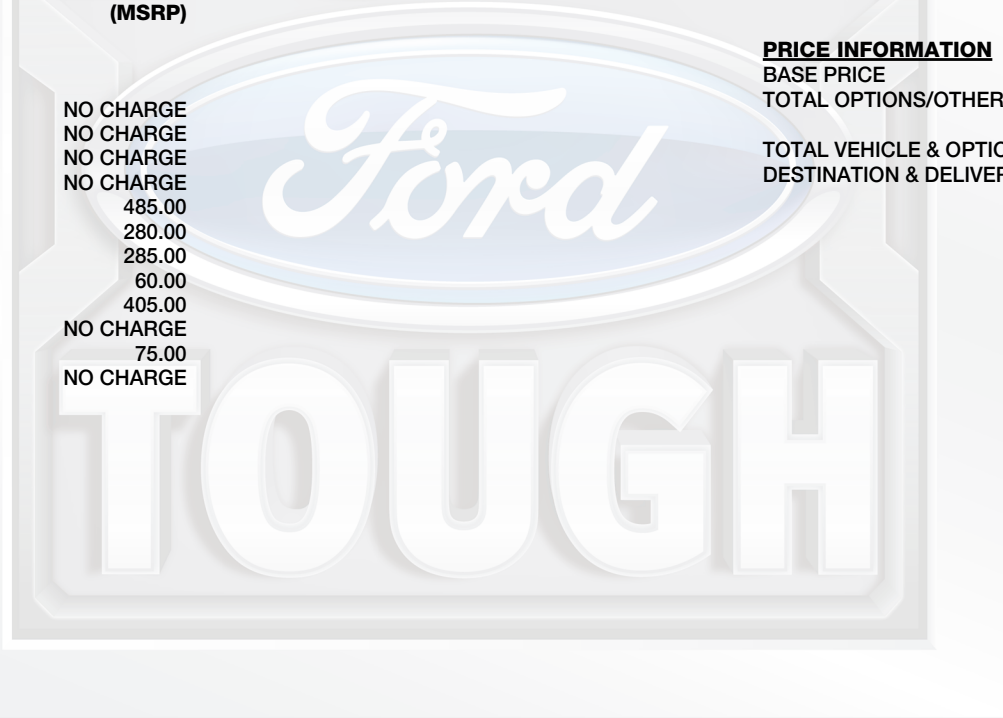 (MSRP)
NO CHARGE
NO CHARGE
NO CHARGE
NO CHARGE
485.00
280.00
285.00
60.00
405.00
NO CHARGE
75.00
NO CHARGE
PRICE INFORMATION
BASE PRICE
TOTAL OPTIONS/OTHER
TOTAL VEHICLE & OPTIO
DESTINATION & DELIVER
Ford
TOUGH